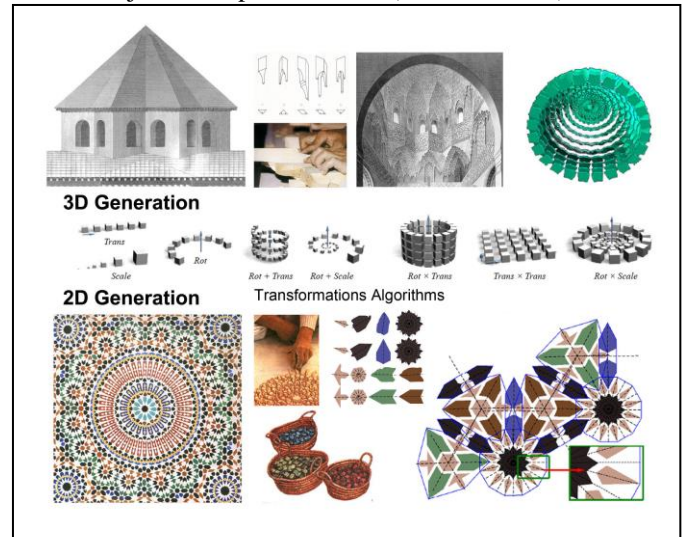 3D Generation
Trans
Scale
Rot
Rot + Trans
Rot + Scale
Rot × Trans
Trans × Trans
Rot × Scale
2D Generation
Transformations Algorithms